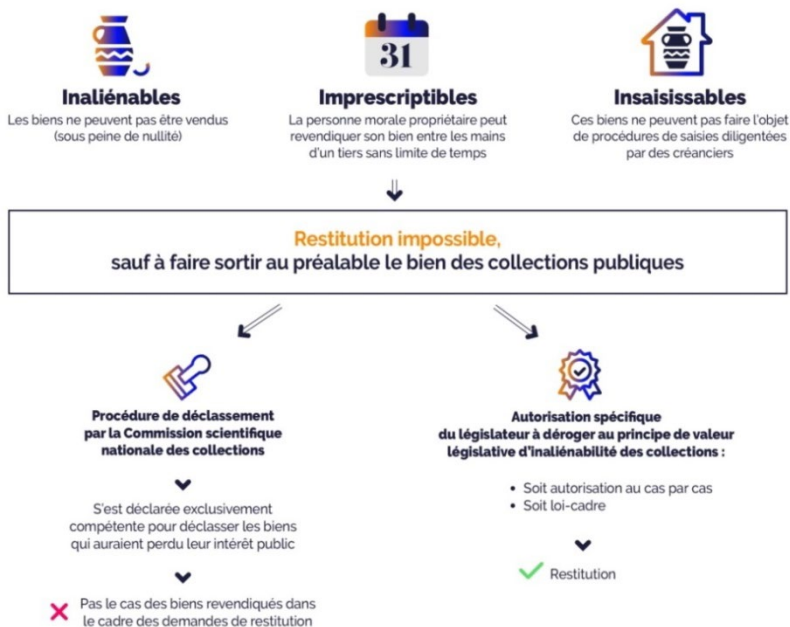 Inaliénables
Les biens ne peuvent pas être vendus
(sous peine de nullité)
31
Imprescriptibles
La personne morale propriétaire peut
revendiquer son bien entre les mains
d'un tiers sans limite de temps
Insaisissables
Ces biens ne peuvent pas faire l'objet
de procédures de saisies diligentées
par des créanciers
Restitution impossible,
sauf à faire sortir au préalable le bien des collections publiques
Procédure de déclassement
par la Commission scientifique
nationale des collections
S'est déclarée exclusivement
compétente pour déclasser les biens
qui auraient perdu leur intérêt public
Pas le cas des biens revendiqués dans
le cadre des demandes de restitution
Autorisation spécifique
du législateur à déroger au principe de valeur
législative d'inaliénabilité des collections :
• Soit autorisation au cas par cas
• Soit loi-cadre
Restitution